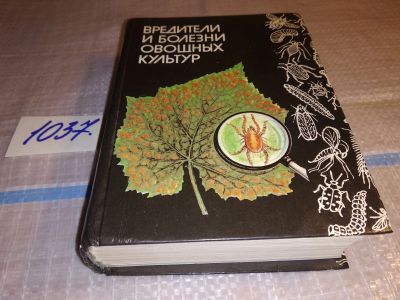 ВРЕДИТЕЛИ
И БОЛЕЗНИ
ОВОЩНЫХ
КУЛЬТУР
1037